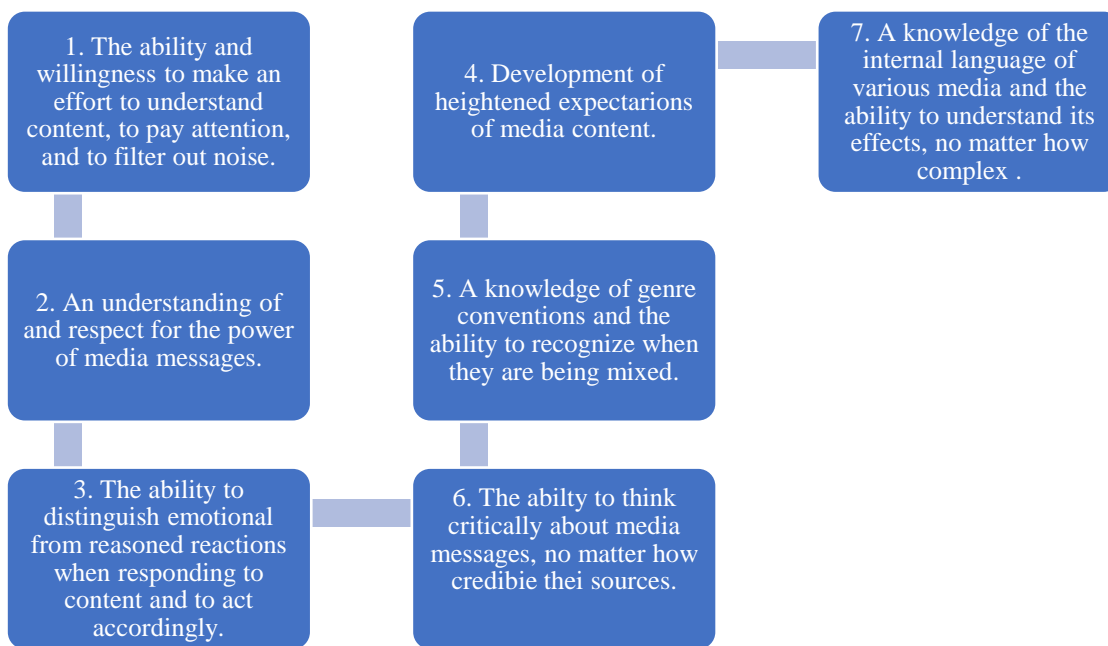 1. The ability and
willingness to make an
effort to understand
content, to pay attention,
and to filter out noise.
2. An understanding of
and respect for the power
of media messages.
3. The ability to
distinguish emotional
from reasoned reactions
when responding to
content and to act
accordingly.
4. Development of
heightened expectarions
of media content.
5. A knowledge of genre
conventions and the
ability to recognize when
they are being mixed.
6. The abilty to think
critically about media
messages, no matter how
credibie thei sources.
7. A knowledge of the
internal language of
various media and the
ability to understand its
effects, no matter how
complex .